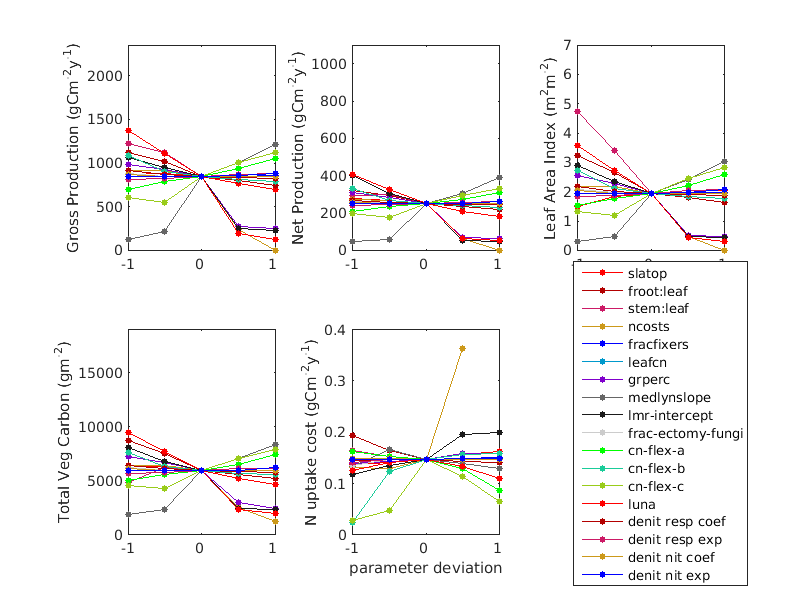 Gross Production (gCm⁻²y⁻¹)
2000
1500
1000
500
0
-1 0 1
Net Production (gCm⁻²y⁻¹)
1000
800
600
400
200
0
-1 0 1
Leaf Area Index (m²m⁻²)
7
6
5
4
3
2
1
0
-1 0 1
Total Veg Carbon (gm⁻²)
15000
10000
5000
0
-1 0 1
N uptake cost (gCm⁻²y⁻¹)
0.4
0.3
0.2
0.1
0
-1 0 1
parameter deviation
slatop
froot:leaf
stem:leaf
ncosts
fracfixers
leafcn
grperc
medlynslope
lmr-intercept
frac-ectomy-fungi
cn-flex-a
cn-flex-b
cn-flex-c
luna
denit resp coef
denit resp exp
denit nit coef
denit nit exp